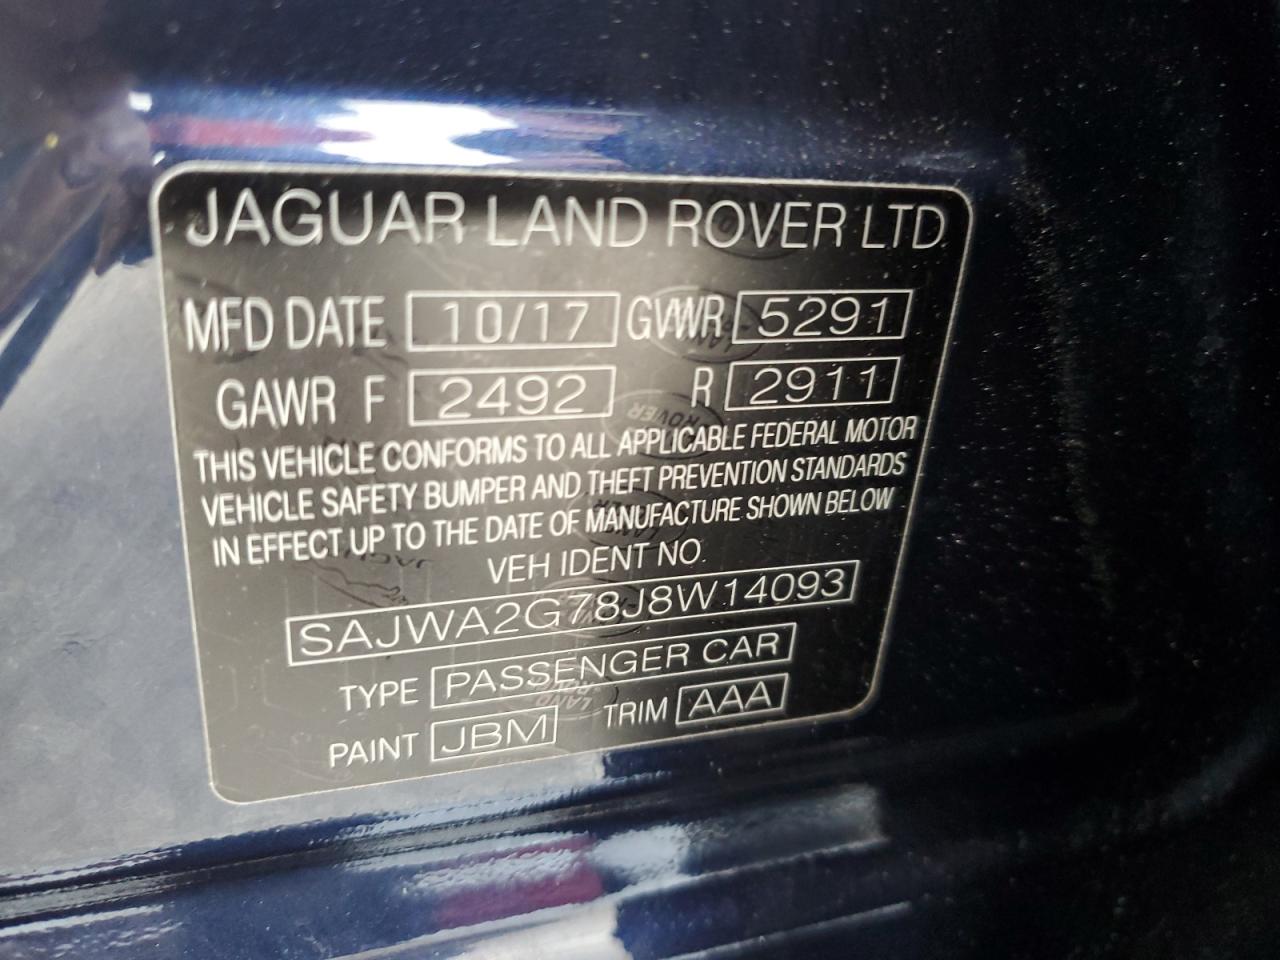 JAGUAR LAND ROVER LTD
MFD DATE 10/17 GVWR 5291
GAWR F 2492 R 2911
THIS VEHICLE CONFORMS TO ALL APPLICABLE FEDERAL MOTOR
VEHICLE SAFETY BUMPER AND THEFT PREVENTION STANDARDS
IN EFFECT UP TO THE DATE OF MANUFACTURE SHOWN BELOW
VEH IDENT NO.
SAJWA2G78J8W14093
TYPE PASSENGER CAR
PAINT JBM TRIM AAA